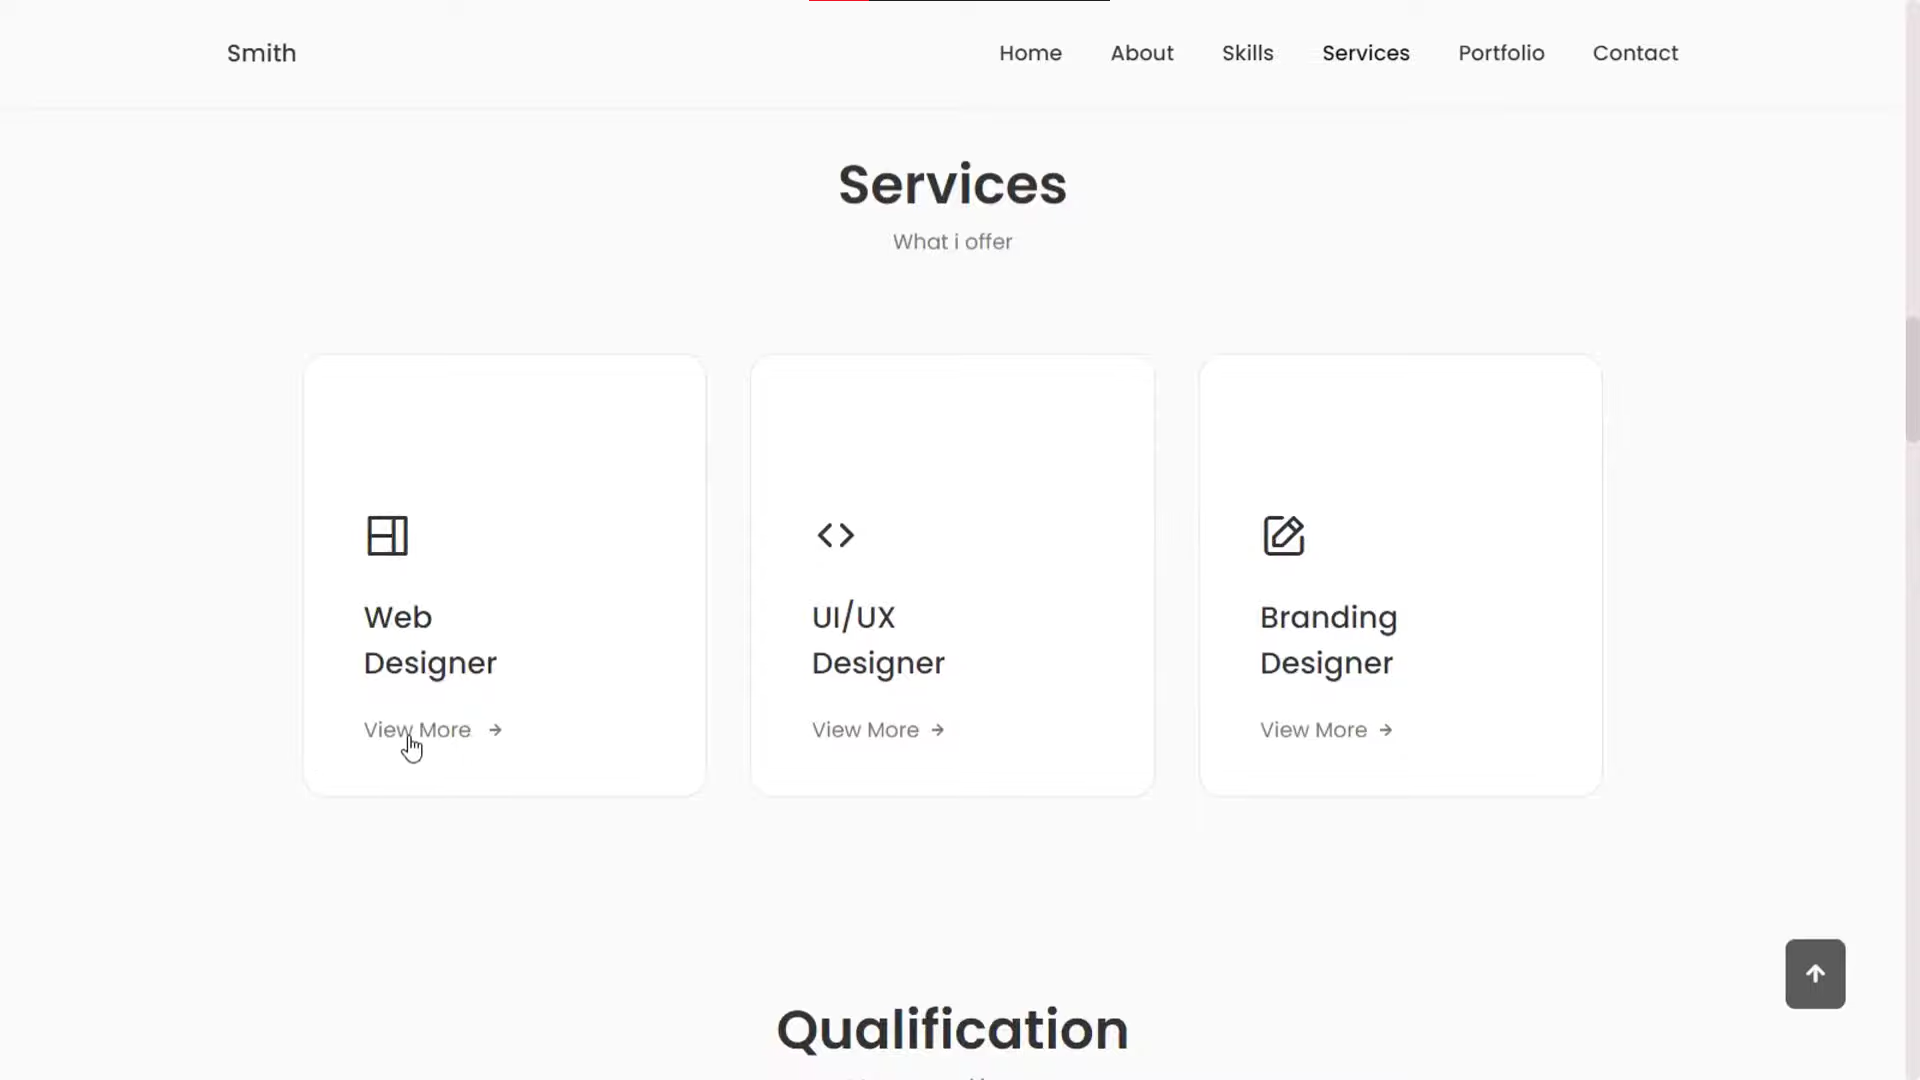 Smith
Home About Skills Services Portfolio Contact
Services
What i offer
Web
Designer
View More
UI/UX
Designer
View More
Branding
Designer
View More
Qualification